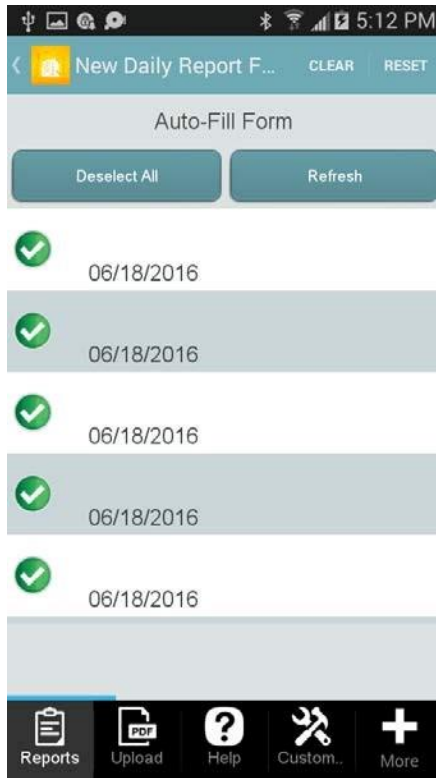 5:12 PM
New Daily Report F... CLEAR RESET
Auto-Fill Form
Deselect All Refresh
06/18/2016
06/18/2016
06/18/2016
06/18/2016
06/18/2016
PDF
Reports Upload Help Custom.. More